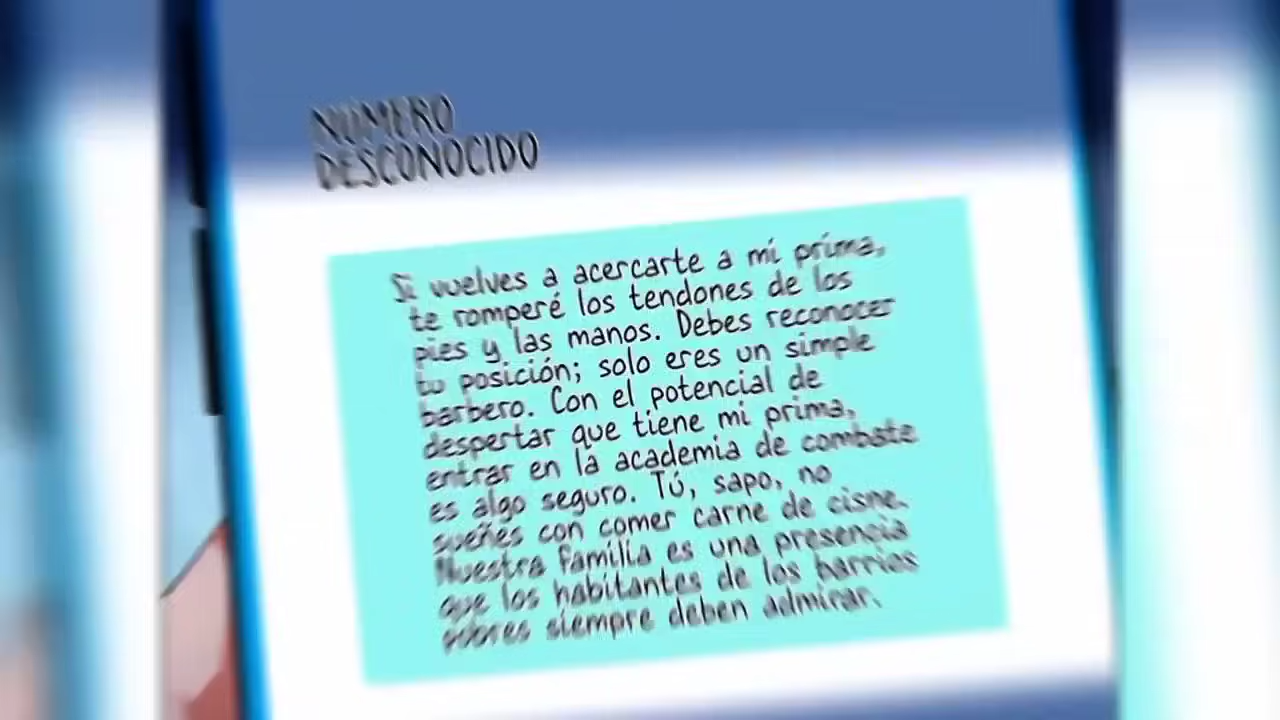 NÚMERO
DESCONOCIDO
Si vuelves a acercarte a mi prima,
te romperé los tendones de los
pies y las manos. Debes reconocer
tu posición; solo eres un simple
barbero. Con el potencial de
despertar que tiene mi prima,
entrar en la academia de combate
es algo seguro. Tú, sapo, no
sueñes con comer carne de cisne.
Nuestra familia es una presencia
que los habitantes de los barrios
pobres siempre deben admirar.